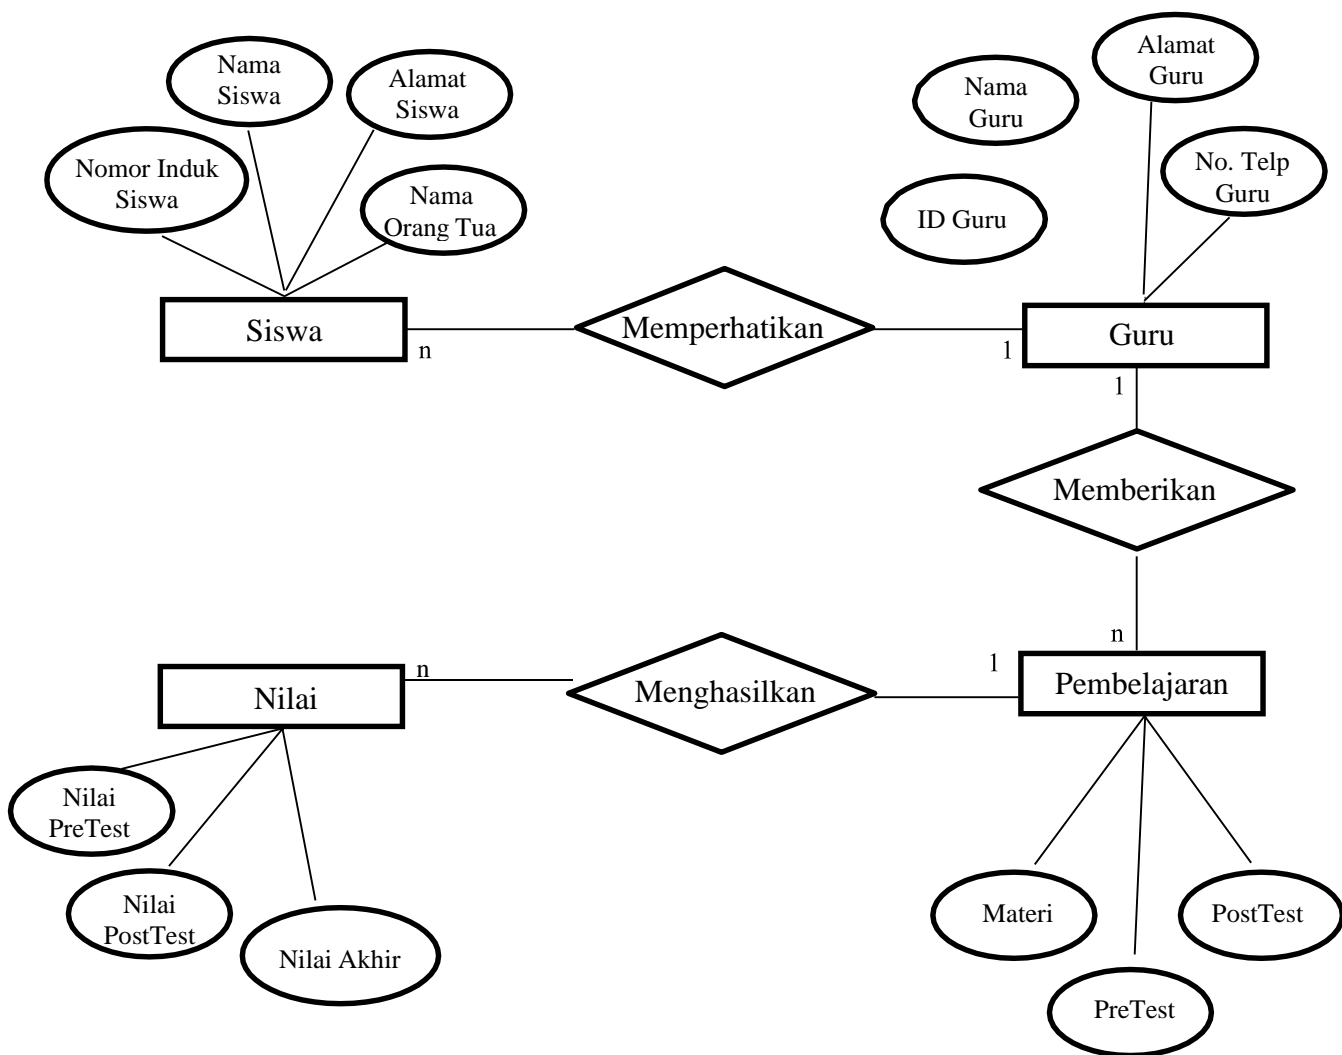 Nama
Siswa
Alamat
Siswa
Nomor Induk
Siswa
Nama
Orang Tua
Nama
Guru
Alamat
Guru
No. Telp
Guru
ID Guru
Siswa
n
Memperhatikan
1
Guru
1
Memberikan
n
Nilai
n
Menghasilkan
1
Pembelajaran
Nilai
PreTest
Nilai
PostTest
Nilai Akhir
Materi
PostTest
PreTest